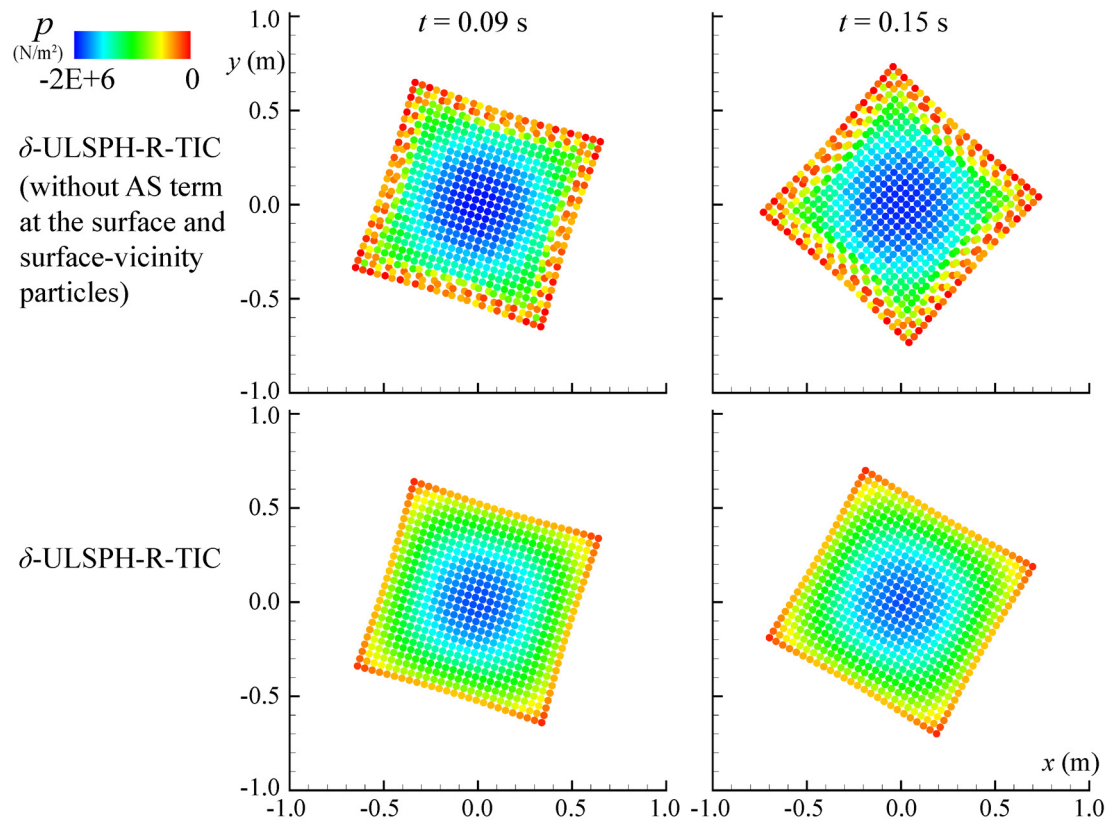 p
(N/m²)
-2E+6 0
t = 0.09 s
t = 0.15 s
y (m)
1.0
0.5
0.0
-0.5
-1.0
δ-ULSPH-R-TIC
(without AS term
at the surface and
surface-vicinity
particles)
1.0
0.5
0.0
-0.5
-1.0
δ-ULSPH-R-TIC
x (m)
-1.0 -0.5 0.0 0.5 1.0
-1.0 -0.5 0.0 0.5 1.0